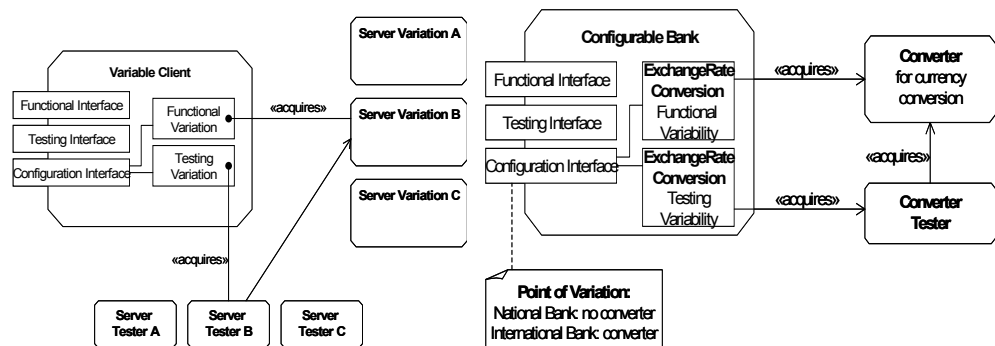 Variable Client
Functional Interface
Testing Interface
Configuration Interface
Functional
Variation
Testing
Variation
«acquires»
«acquires»
Server Variation A
Server Variation B
Server Variation C
Server
Tester A
Server
Tester B
Server
Tester C
Configurable Bank
Functional Interface
Testing Interface
Configuration Interface
ExchangeRate
Conversion
Functional
Variability
ExchangeRate
Conversion
Testing
Variability
«acquires»
«acquires»
«acquires»
Converter
for currency
conversion
Converter
Tester
Point of Variation:
National Bank: no converter
International Bank: converter